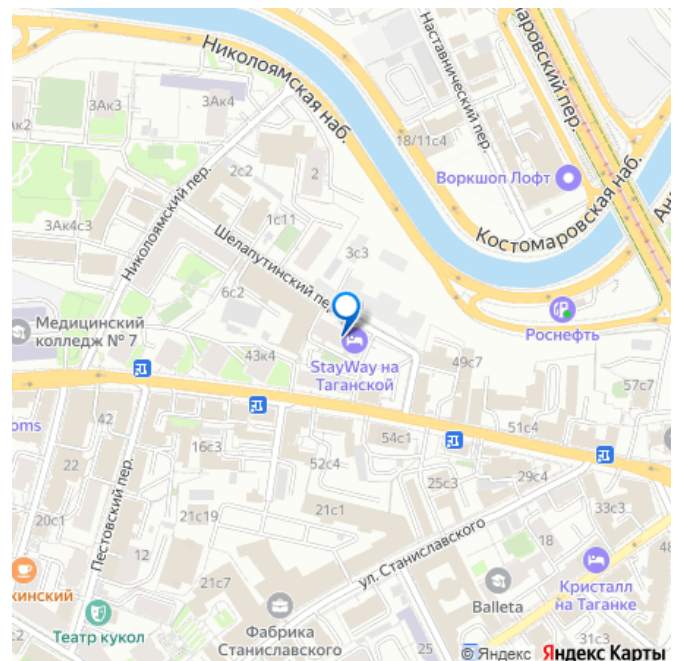 Николоямская наб.
Наставнический пер.
маровский пер.
3Ак3
3Ак4
Ак2
18/11с4
2с2
2
Воркшоп Лофт
Костомаровская наб.
Ан
3Ак4с3
Николоямский пер.
1с11
Шелапутинский пер.
3с3
6с2
Роснефть
Медицинский
колледж № 7
43к4
StayWay на
Таганской
49с7
57с7
42
oms
54с1
51с4
16с3
22
52с4
29с4
25с3
Пестовский пер.
20с1
21с19
21с1
33с3
ул. Станиславского
12
18
48
21с7
кинский
Balleta
Кристалл
на Таганке
Театр кукол
Фабрика
Станиславского
25
31с3
© Яндекс Яндекс Карты